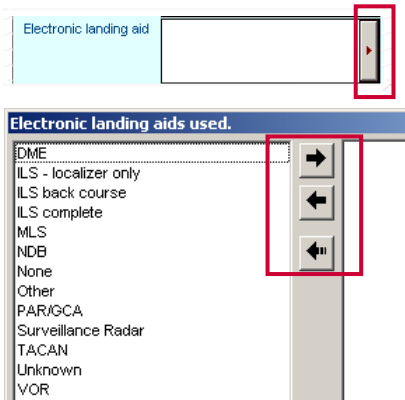 Electronic landing aid
Electronic landing aids used.
DME
ILS - localizer only
ILS back course
ILS complete
MLS
NDB
None
Other
PAR/GCA
Surveillance Radar
TACAN
Unknown
VOR